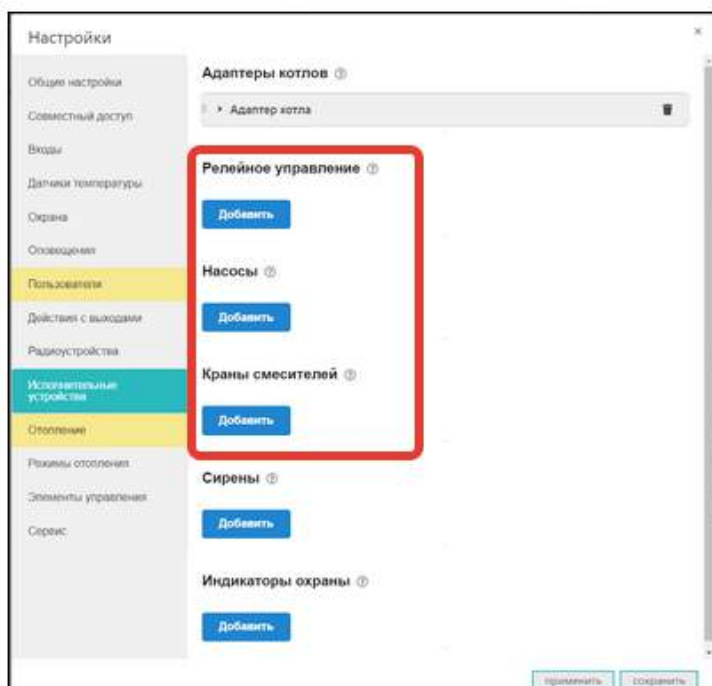 Настройки
×
Общие настройки
Совместный доступ
Входы
Датчики температуры
Охрана
Оповещения
Пользователи
Действия с выходами
Радиоустройства
Исполнительные
устройства
Отопление
Режимы отопления
Элементы управления
Сервис
Адаптеры котлов ?
Адаптер котла
Релейное управление ?
Добавить
Насосы ?
Добавить
Краны смесителей ?
Добавить
Сирены ?
Добавить
Индикаторы охраны ?
Добавить
применить
сохранить